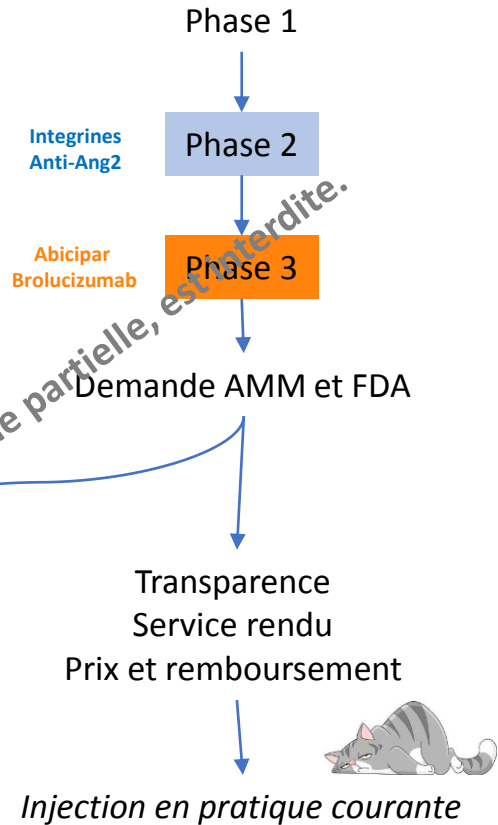 Phase 1
Integrines
Anti-Ang2
Phase 2
Abicipar
Brolucizumab
Phase 3
e partielle, est interdite.
Demande AMM et FDA
Transparence
Service rendu
Prix et remboursement
Injection en pratique courante